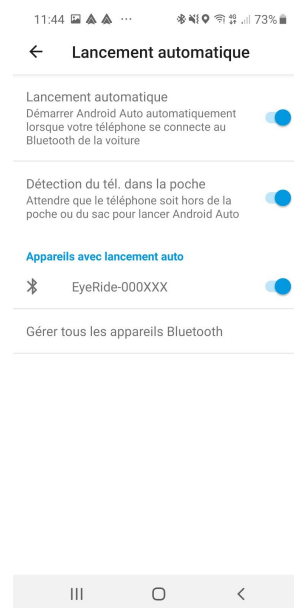 11:44 73%
Lancement automatique
Lancement automatique
Démarrer Android Auto automatiquement
lorsque votre téléphone se connecte au
Bluetooth de la voiture
Détection du tél. dans la poche
Attendre que le téléphone soit hors de la
poche ou du sac pour lancer Android Auto
Appareils avec lancement auto
EyeRide-000XXX
Gérer tous les appareils Bluetooth